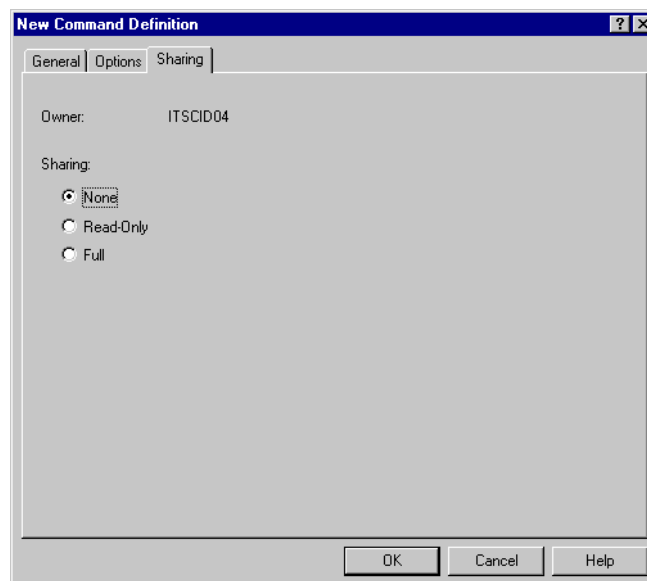 New Command Definition
General Options Sharing
Owner: ITSCID04
Sharing:
None
Read-Only
Full
OK Cancel Help